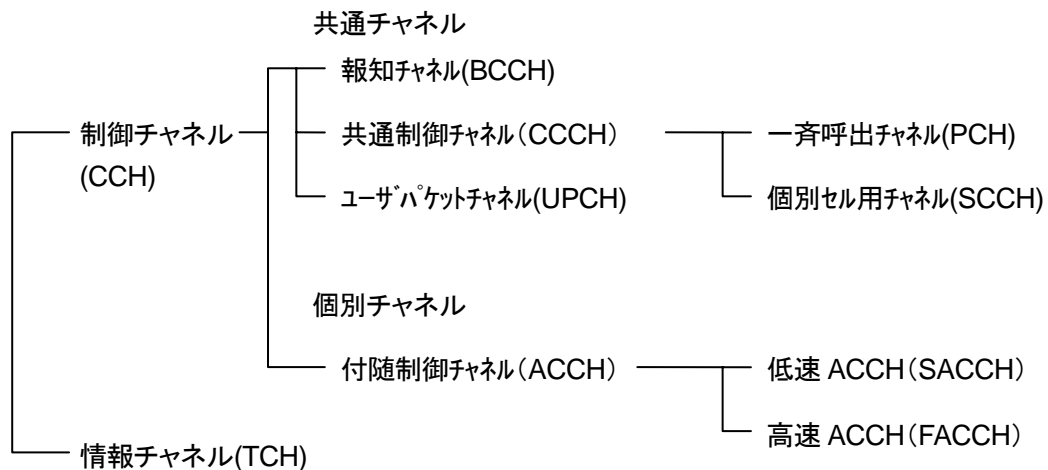 共通チャネル
報知ﾁｬﾈﾙ(BCCH)
制御チャネル
(CCH)
共通制御ﾁｬﾈﾙ（CCCH）
一斉呼出ﾁｬﾈﾙ(PCH)
ﾕｰｻﾞﾊﾟｹｯﾄﾁｬﾈﾙ(UPCH)
個別ｾﾙ用ﾁｬﾈﾙ(SCCH)
個別チャネル
付随制御ﾁｬﾈﾙ（ACCH）
低速 ACCH（SACCH）
高速 ACCH（FACCH）
情報チャネル(TCH)